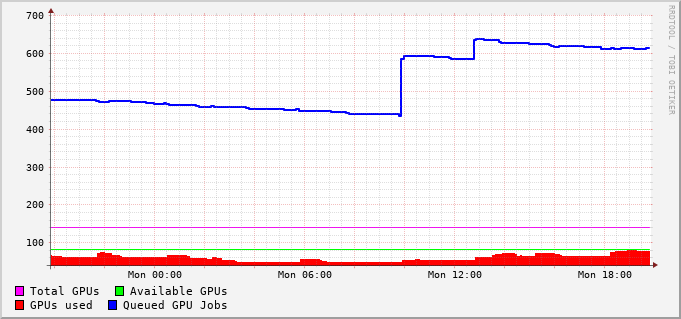 700
600
500
400
300
200
100
Mon 00:00 Mon 06:00 Mon 12:00 Mon 18:00
Total GPUs Available GPUs
GPUs used Queued GPU Jobs
RRDTOOL / TOBI OETIKER